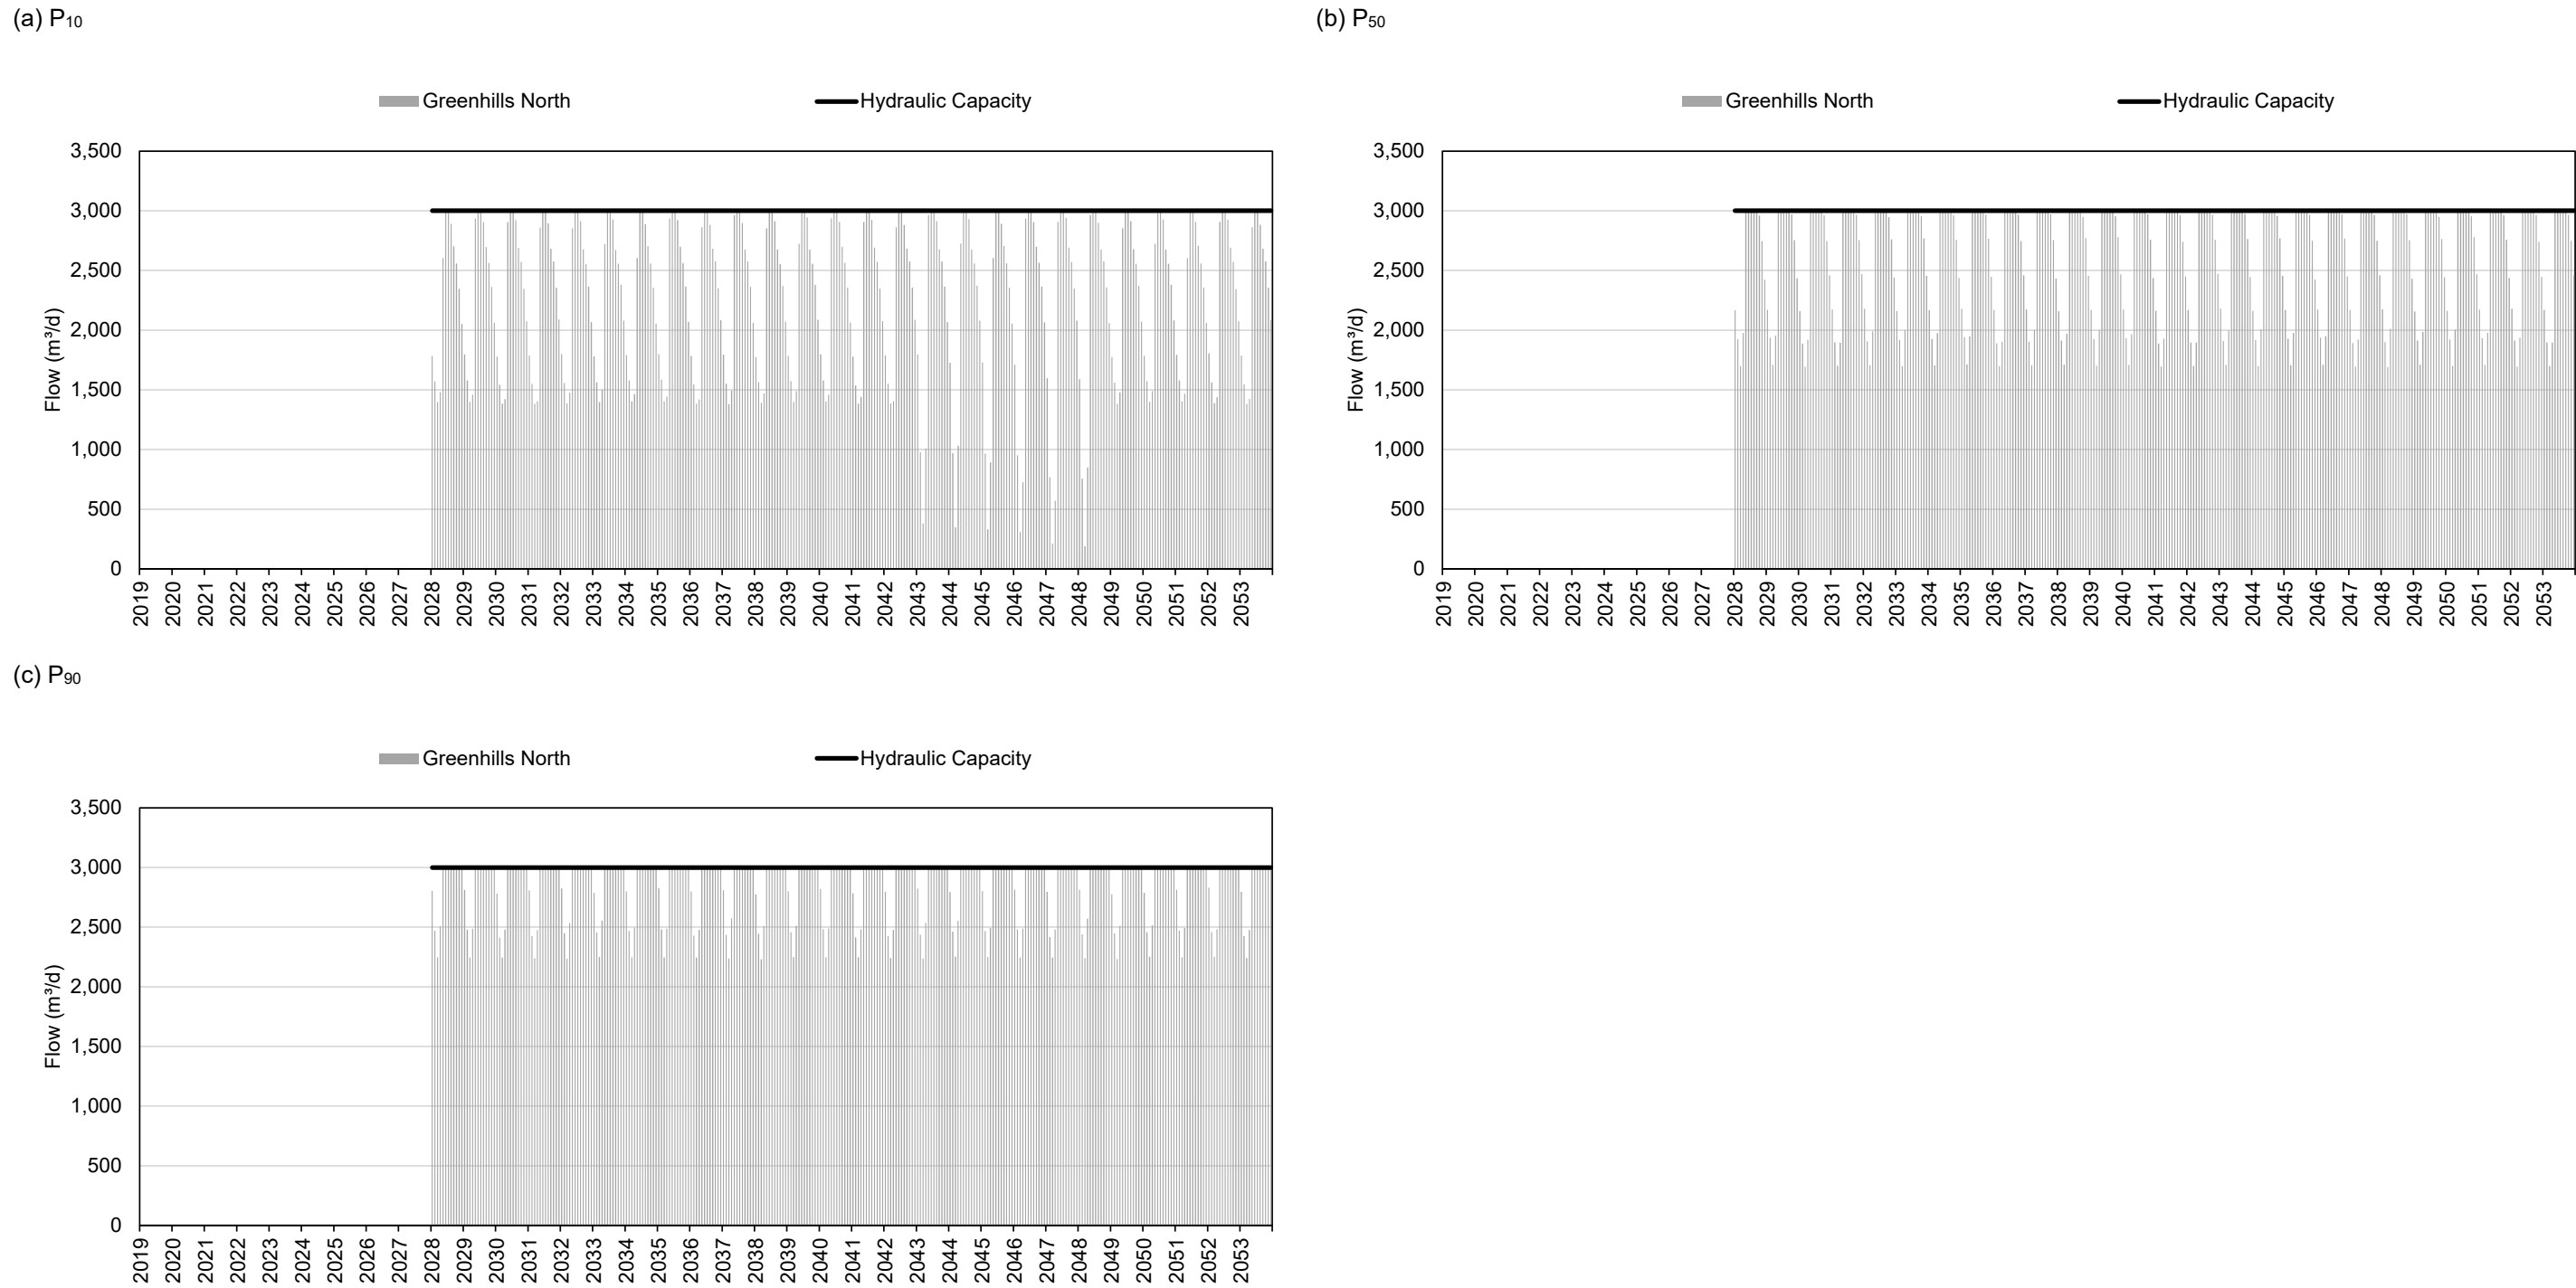 (a) P10
Greenhills North
Hydraulic Capacity
Flow (m³/d)
3,500
3,000
2,500
2,000
1,500
1,000
500
0
2019 2020 2021 2022 2023 2024 2025 2026 2027 2028 2029 2030 2031 2032 2033 2034 2035 2036 2037 2038 2039 2040 2041 2042 2043 2044 2045 2046 2047 2048 2049 2050 2051 2052 2053
(b) P50
Greenhills North
Hydraulic Capacity
Flow (m³/d)
3,500
3,000
2,500
2,000
1,500
1,000
500
0
2019 2020 2021 2022 2023 2024 2025 2026 2027 2028 2029 2030 2031 2032 2033 2034 2035 2036 2037 2038 2039 2040 2041 2042 2043 2044 2045 2046 2047 2048 2049 2050 2051 2052 2053
(c) P90
Greenhills North
Hydraulic Capacity
Flow (m³/d)
3,500
3,000
2,500
2,000
1,500
1,000
500
0
2019 2020 2021 2022 2023 2024 2025 2026 2027 2028 2029 2030 2031 2032 2033 2034 2035 2036 2037 2038 2039 2040 2041 2042 2043 2044 2045 2046 2047 2048 2049 2050 2051 2052 2053